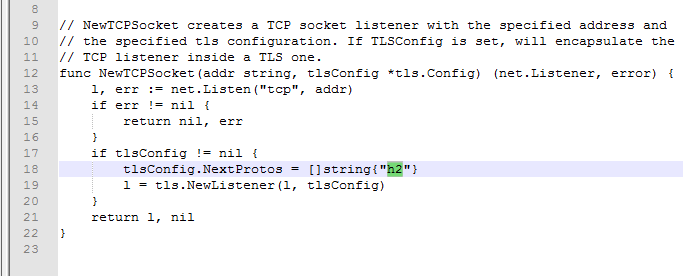 8
9 // NewTCPSocket creates a TCP socket listener with the specified address and
10 // the specified tls configuration. If TLSConfig is set, will encapsulate the
11 // TCP listener inside a TLS one.
12 func NewTCPSocket(addr string, tlsConfig *tls.Config) (net.Listener, error) {
13     l, err := net.Listen("tcp", addr)
14     if err != nil {
15         return nil, err
16     }
17     if tlsConfig != nil {
18         tlsConfig.NextProtos = []string{"h2"}
19         l = tls.NewListener(l, tlsConfig)
20     }
21     return l, nil
22 }
23